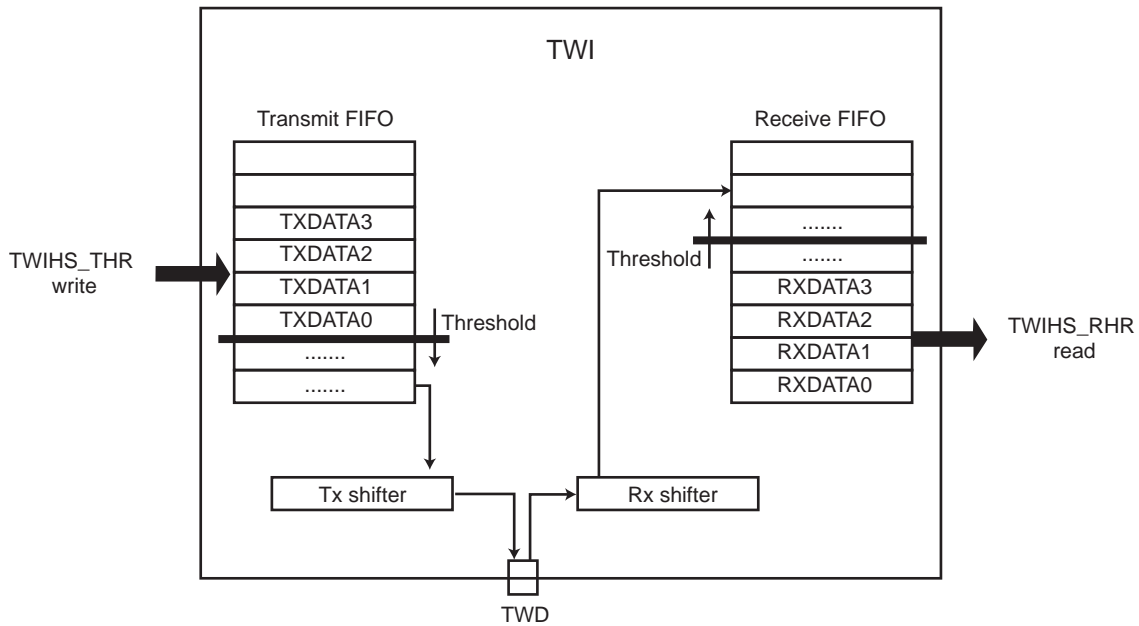 TWI
Transmit FIFO
TXDATA3
TXDATA2
TXDATA1
TXDATA0
.......
.......
TWIHS_THR
write
Threshold
Receive FIFO
.......
.......
RXDATA3
RXDATA2
RXDATA1
RXDATA0
Threshold
TWIHS_RHR
read
Tx shifter
Rx shifter
TWD